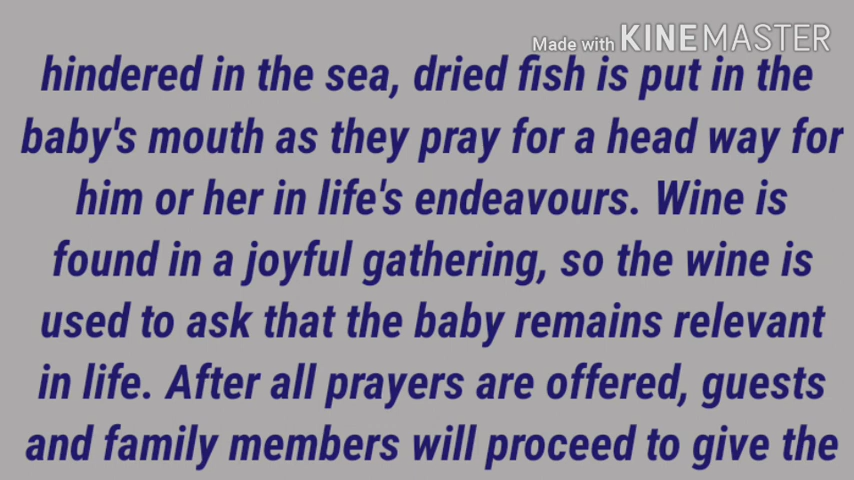 Made with KINEMASTER
hindered in the sea, dried fish is put in the
baby's mouth as they pray for a head way for
him or her in life's endeavours. Wine is
found in a joyful gathering, so the wine is
used to ask that the baby remains relevant
in life. After all prayers are offered, guests
and family members will proceed to give the